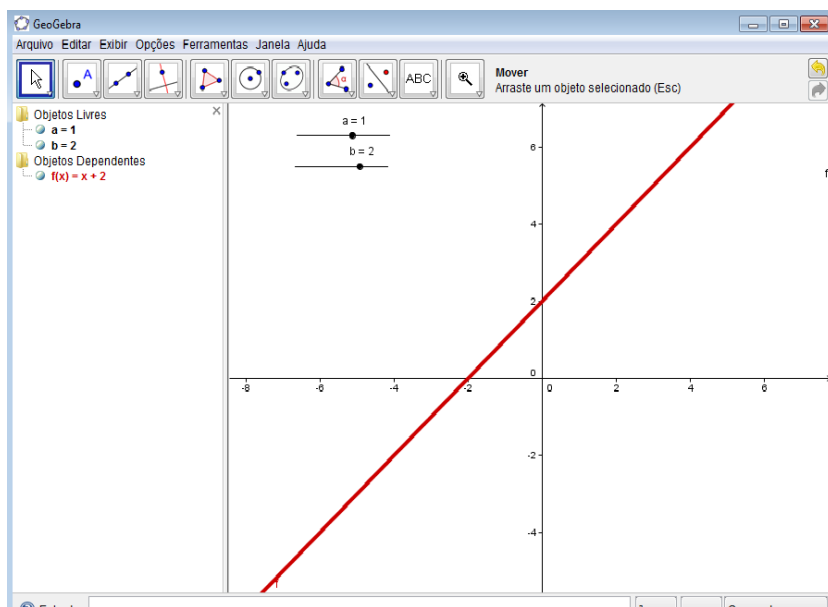 GeoGebra
Arquivo Editar Exibir Opções Ferramentas Janela Ajuda
A
α
ABC
Mover
Arraste um objeto selecionado (Esc)
Objetos Livres
a = 1
b = 2
Objetos Dependentes
f(x) = x + 2
a = 1
b = 2
f
6
4
2
0
-8 -6 -4 -2 0 2 4 6
-2
-4
f